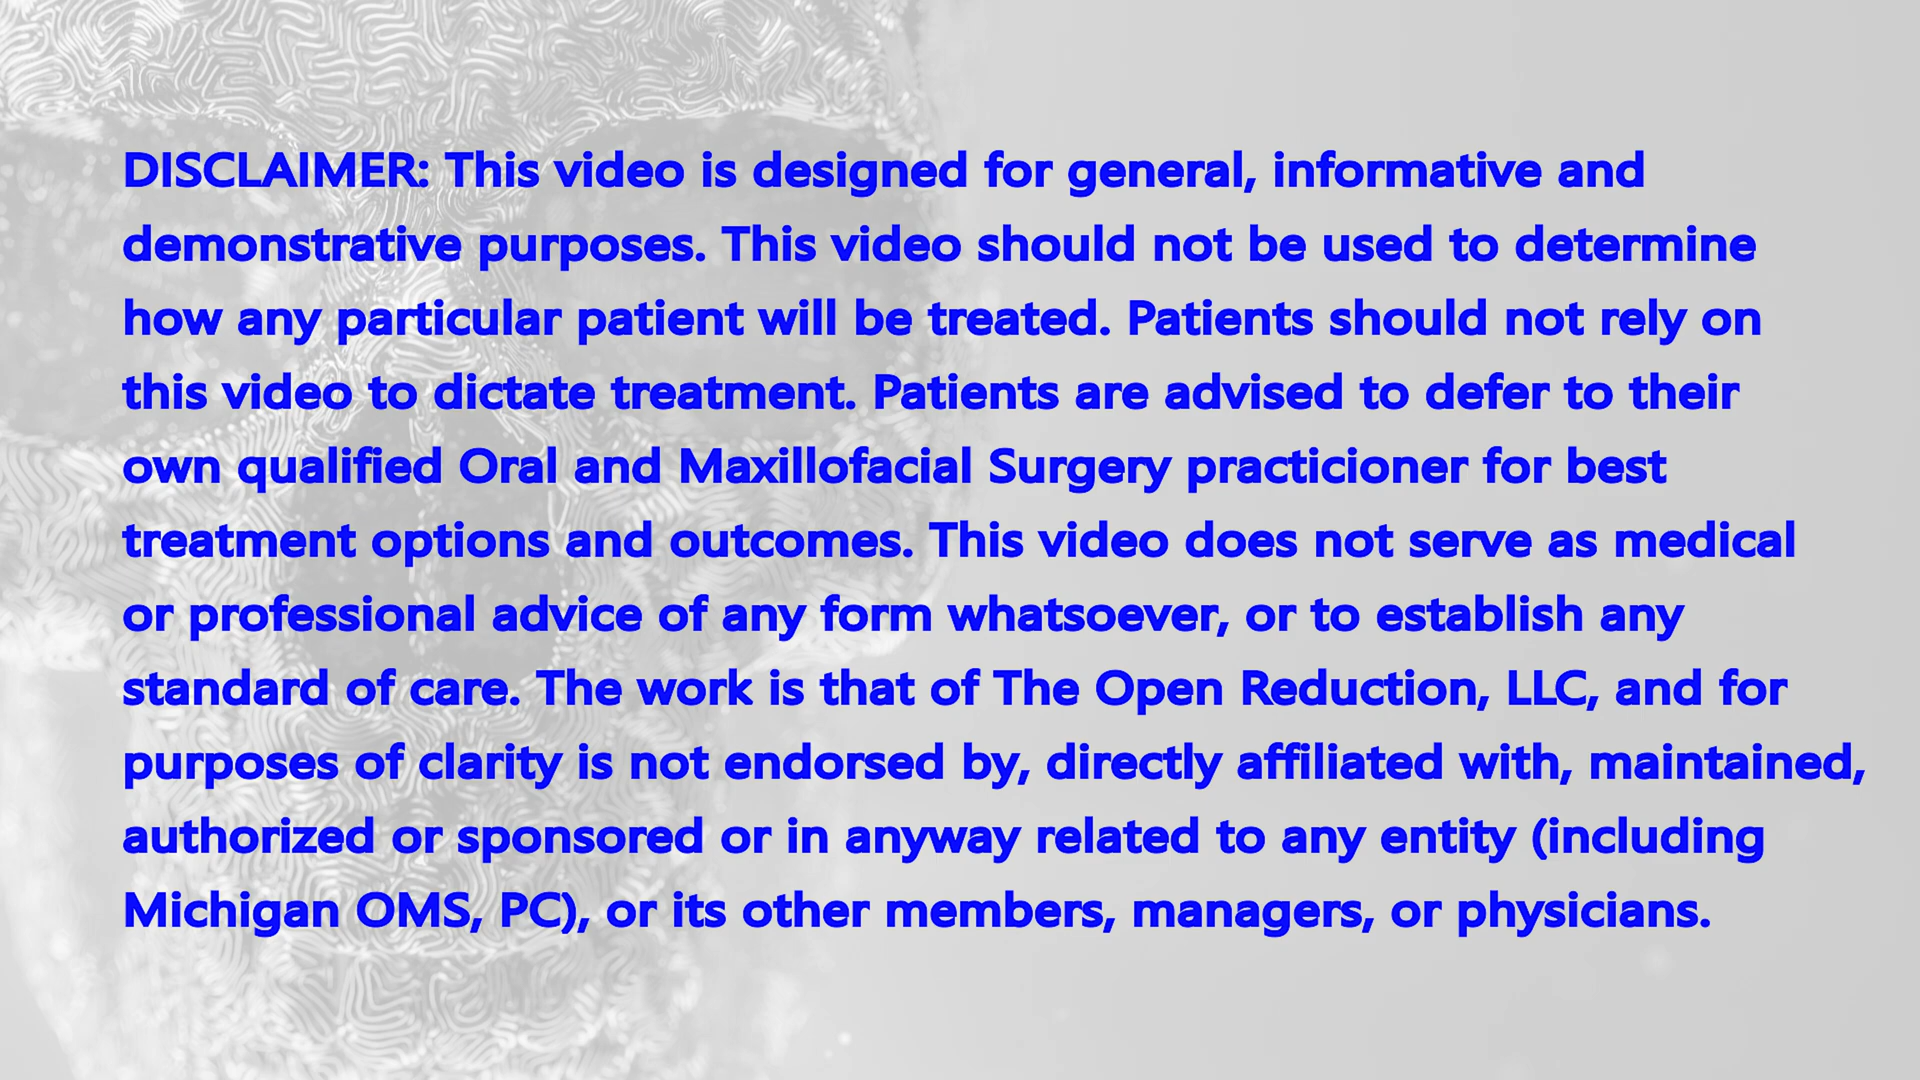 DISCLAIMER: This video is designed for general, informative and
demonstrative purposes. This video should not be used to determine
how any particular patient will be treated. Patients should not rely on
this video to dictate treatment. Patients are advised to defer to their
own qualified Oral and Maxillofacial Surgery practicioner for best
treatment options and outcomes. This video does not serve as medical
or professional advice of any form whatsoever, or to establish any
standard of care. The work is that of The Open Reduction, LLC, and for
purposes of clarity is not endorsed by, directly affiliated with, maintained,
authorized or sponsored or in anyway related to any entity (including
Michigan OMS, PC), or its other members, managers, or physicians.